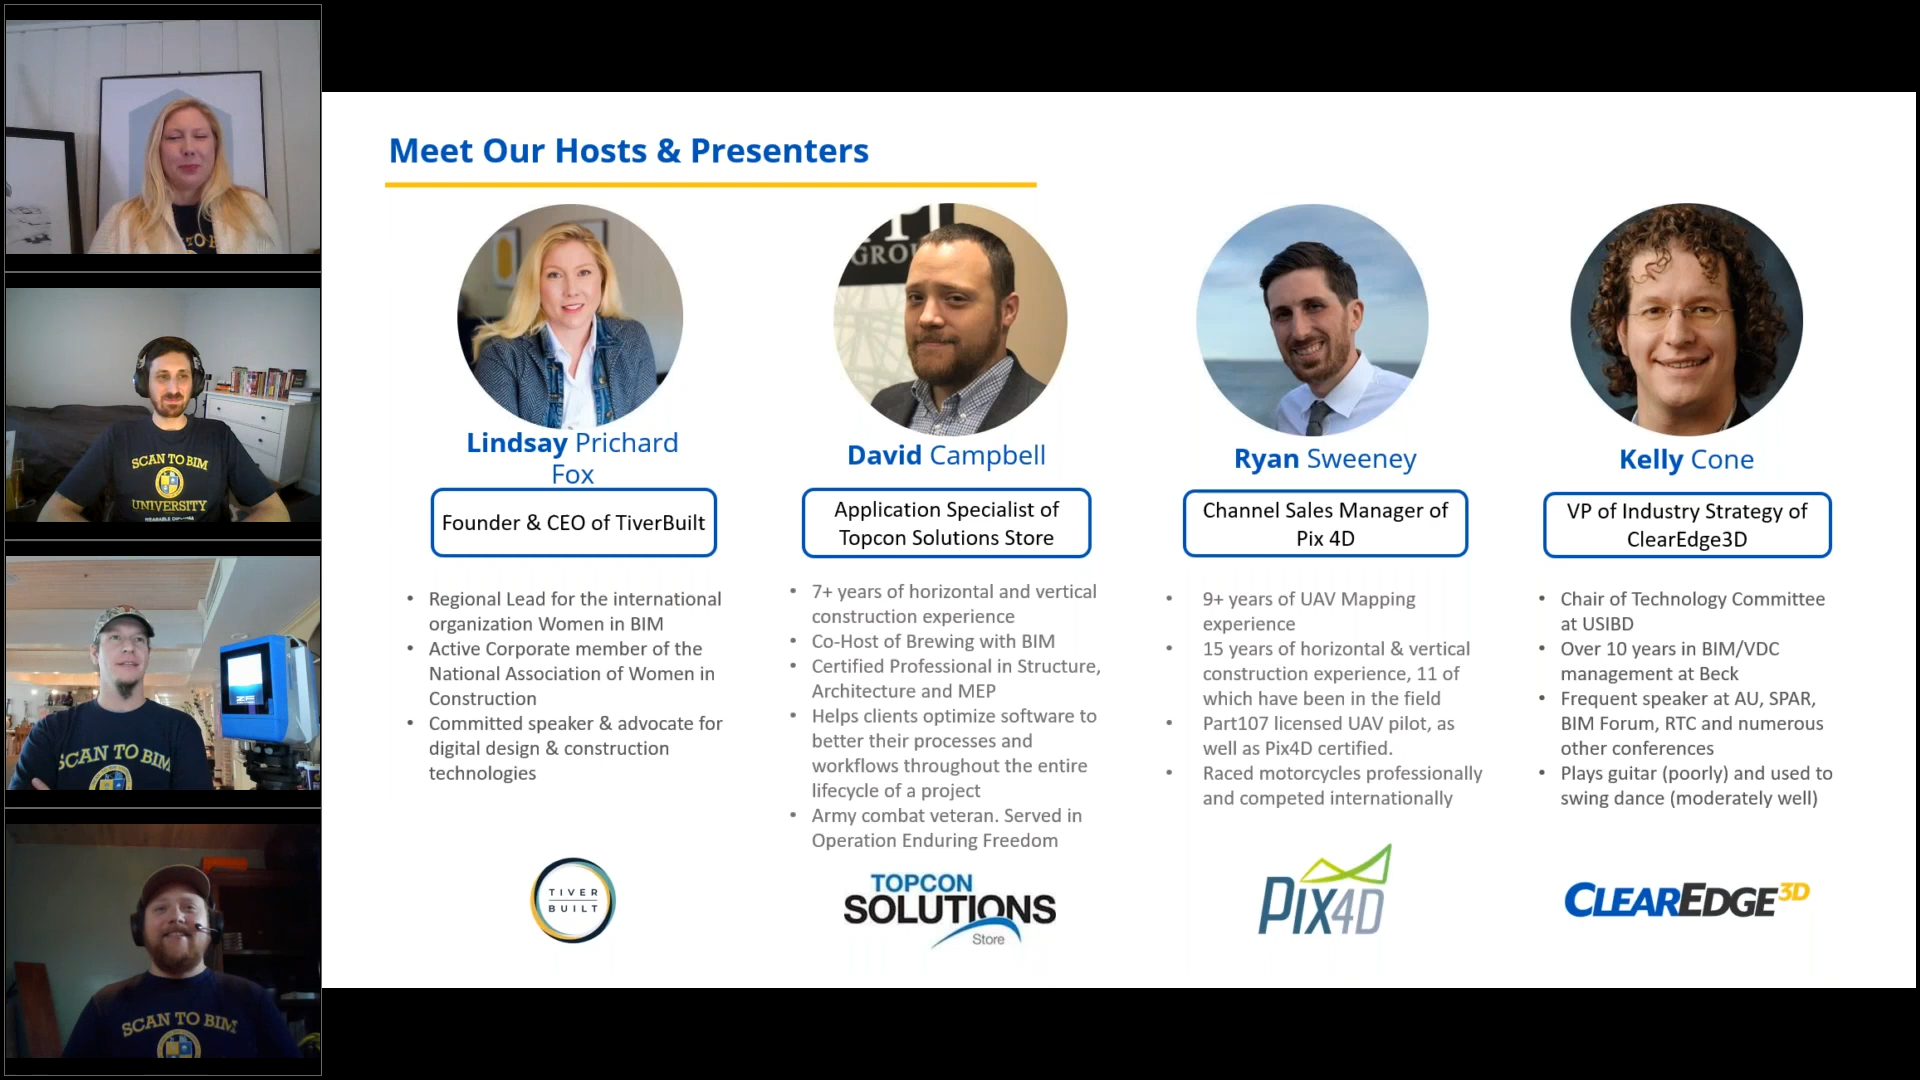 Meet Our Hosts & Presenters
GROU
Lindsay Prichard
Fox
Founder & CEO of TiverBuilt
• Regional Lead for the international
organization Women in BIM
• Active Corporate member of the
National Association of Women in
Construction
• Committed speaker & advocate for
digital design & construction
technologies
TIVER
BUILT
David Campbell
Application Specialist of
Topcon Solutions Store
• 7+ years of horizontal and vertical
construction experience
• Co-Host of Brewing with BIM
• Certified Professional in Structure,
Architecture and MEP
• Helps clients optimize software to
better their processes and
workflows throughout the entire
lifecycle of a project
• Army combat veteran. Served in
Operation Enduring Freedom
TOPCON
SOLUTIONS
Store
Ryan Sweeney
Channel Sales Manager of
Pix 4D
• 9+ years of UAV Mapping
experience
• 15 years of horizontal & vertical
construction experience, 11 of
which have been in the field
• Part107 licensed UAV pilot, as
well as Pix4D certified.
• Raced motorcycles professionally
and competed internationally
PIX4D
Kelly Cone
VP of Industry Strategy of
ClearEdge3D
• Chair of Technology Committee
at USIBD
• Over 10 years in BIM/VDC
management at Beck
• Frequent speaker at AU, SPAR,
BIM Forum, RTC and numerous
other conferences
• Plays guitar (poorly) and used to
swing dance (moderately well)
CLEAREDGE3D
TO B
SCAN TO BIM
UNIVERSITY
SCAN TO BIM
SCAN TO BIM